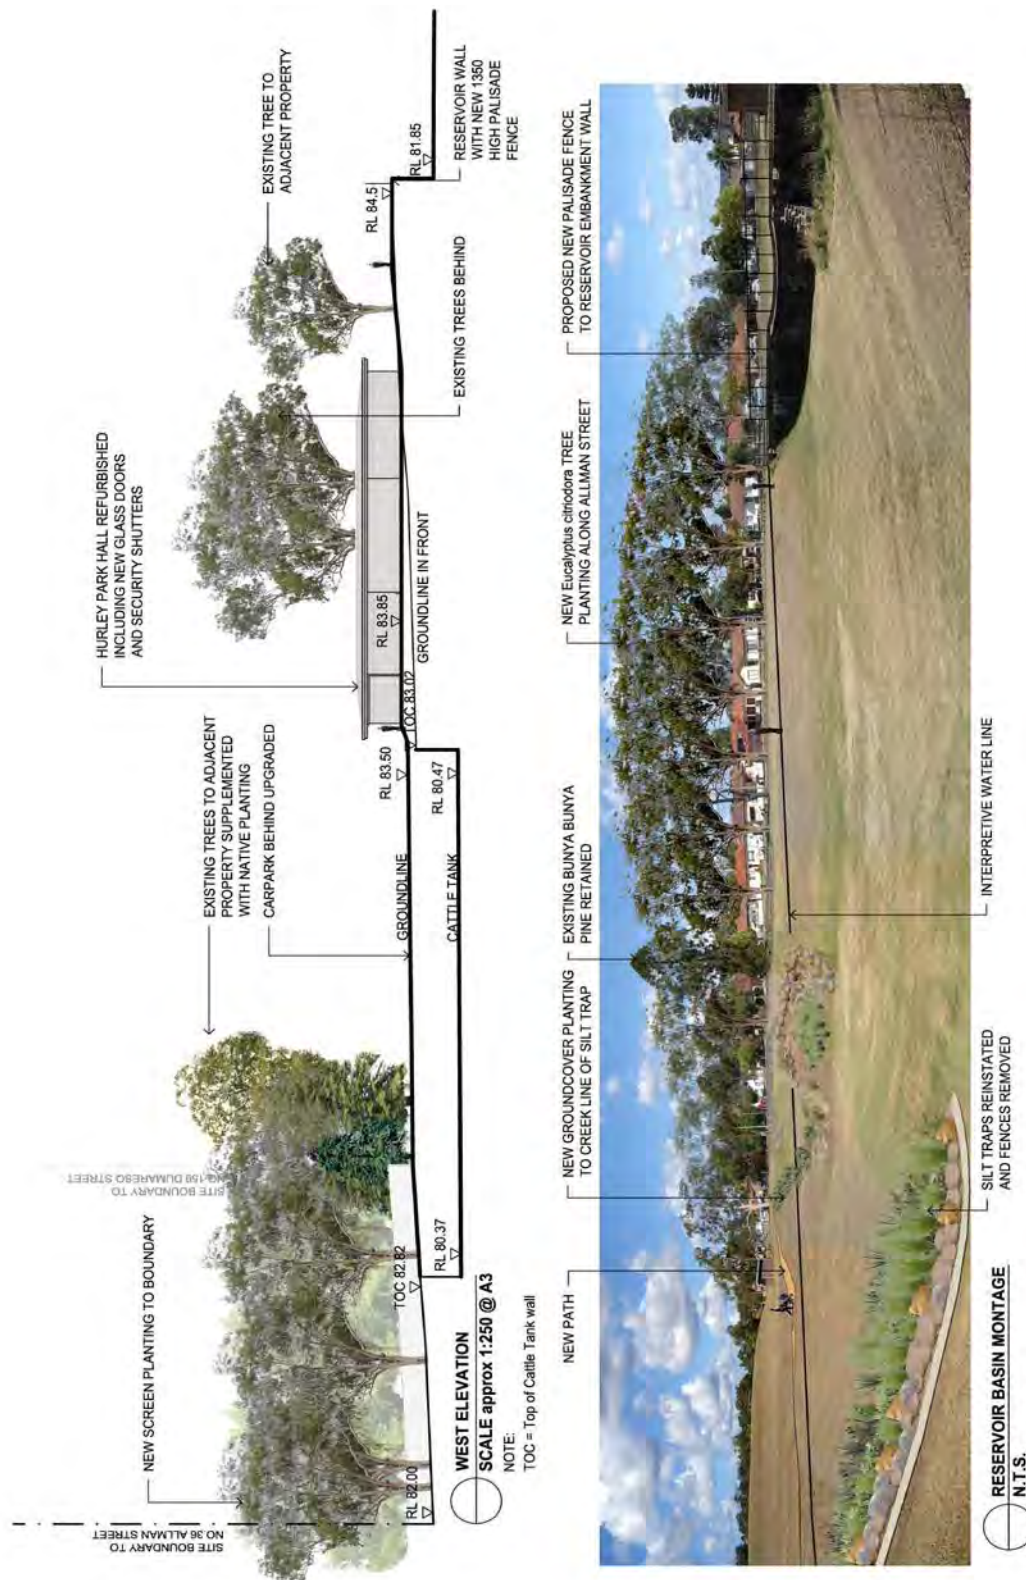 NEW SCREEN PLANTING TO BOUNDARY
EXISTING TREES TO ADJACENT
PROPERTY SUPPLEMENTED
WITH NATIVE PLANTING
CARPARK BEHIND UPGRADED
HURLEY PARK HALL REFURBISHED
INCLUDING NEW GLASS DOORS
AND SECURITY SHUTTERS
EXISTING TREE TO
ADJACENT PROPERTY
SITE BOUNDARY TO
NO 36 ALLMAN STREET
SITE BOUNDARY TO
NO 159 DUMARESQ STREET
RL 82.00
TOC 82.82
RL 80.37
GROUNDLINE
CATTLE TANK
RL 83.50
RL 80.47
TOC 83.02
RL 83.85
GROUNDLINE IN FRONT
EXISTING TREES BEHIND
RL 84.5
RL 81.85
RESERVOIR WALL
WITH NEW 1350
HIGH PALISADE
FENCE
WEST ELEVATION
SCALE approx 1:250 @ A3
NOTE:
TOC = Top of Cattle Tank wall
NEW PATH
NEW GROUNDCOVER PLANTING
TO CREEK LINE OF SILT TRAP
EXISTING BUNYA BUNYA
PINE RETAINED
NEW Eucalyptus citriodora TREE
PLANTING ALONG ALLMAN STREET
PROPOSED NEW PALISADE FENCE
TO RESERVOIR EMBANKMENT WALL
SILT TRAPS REINSTATED
AND FENCES REMOVED
INTERPRETIVE WATER LINE
RESERVOIR BASIN MONTAGE
N.T.S.